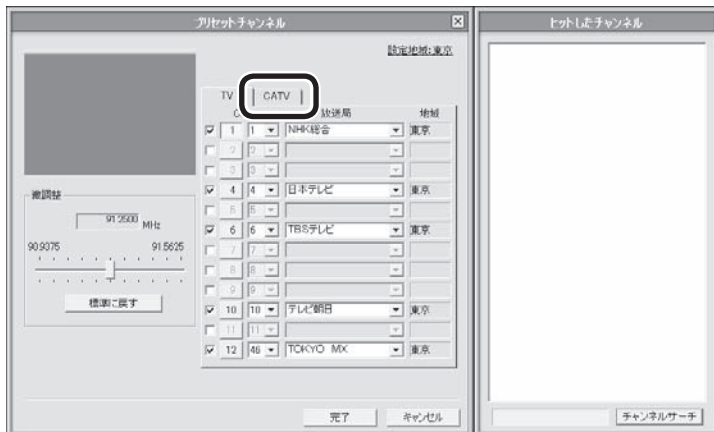 プリセットチャンネル
設定地域:東京
TV CATV
放送局 地域
1 1 NHK総合 東京
2 2
3 3
4 4 日本テレビ 東京
5 5
6 6 TBSテレビ 東京
7 7
8 8
9 9
10 10 テレビ朝日 東京
11 11
12 46 TOKYO MX 東京
微調整
91.2500 MHz
90.9375 91.5625
標準に戻す
完了 キャンセル
ヒットしたチャンネル
チャンネルサーチ